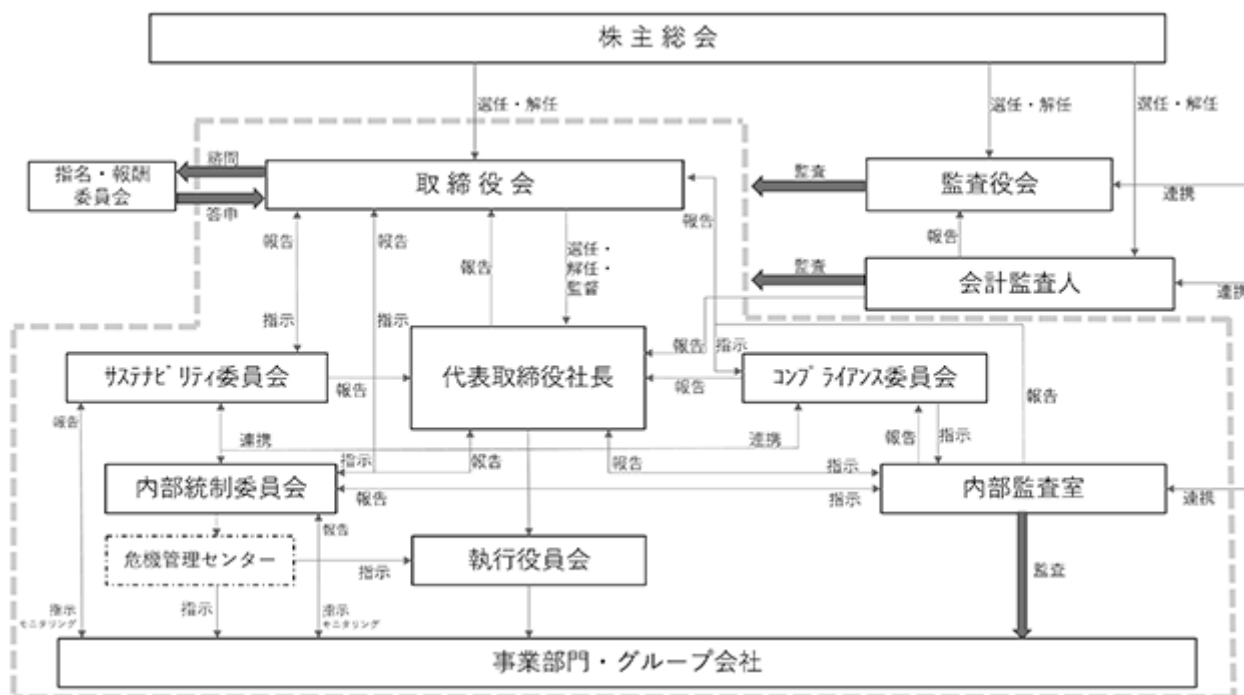 株主総会
選任・解任
選任・解任
選任・解任
指名・報酬
委員会
諮問
答申
取締役会
監査
監査役会
連携
報告
報告
報告
選任・
解任・
監督
報告
報告
監査
会計監査人
連携
指示
指示
サステナビリティ委員会
報告
代表取締役社長
報告
指示
報告
コンプライアンス委員会
報告
報告
連携
連携
報告
指示
指示
報告
報告
指示
内部統制委員会
報告
指示
内部監査室
連携
報告
危機管理センター
指示
執行役員会
監査
指示
モニタリング
指示
指示
モニタリング
事業部門・グループ会社